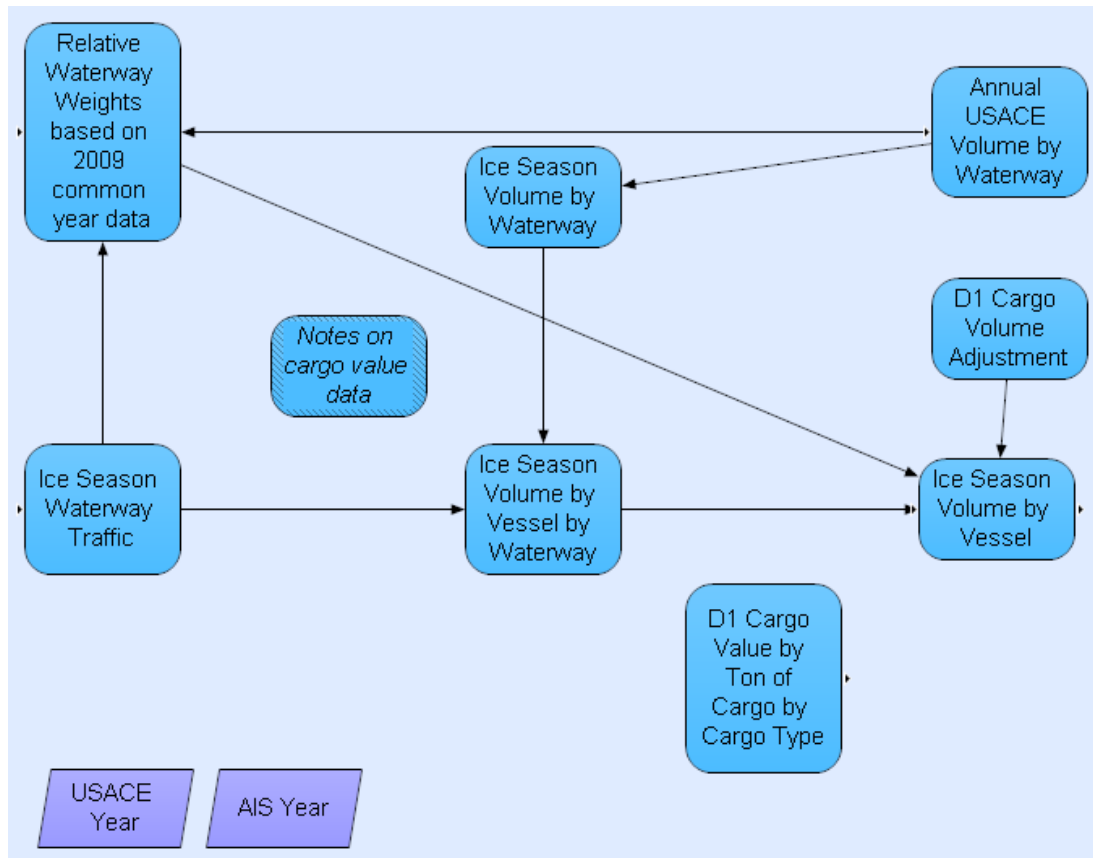 Relative
Waterway
Weights
based on
2009
common
year data
Annual
USACE
Volume by
Waterway
Ice Season
Volume by
Waterway
D1 Cargo
Volume
Adjustment
Notes on
cargo value
data
Ice Season
Waterway
Traffic
Ice Season
Volume by
Vessel by
Waterway
Ice Season
Volume by
Vessel
D1 Cargo
Value by
Ton of
Cargo by
Cargo Type
USACE
Year
AIS Year